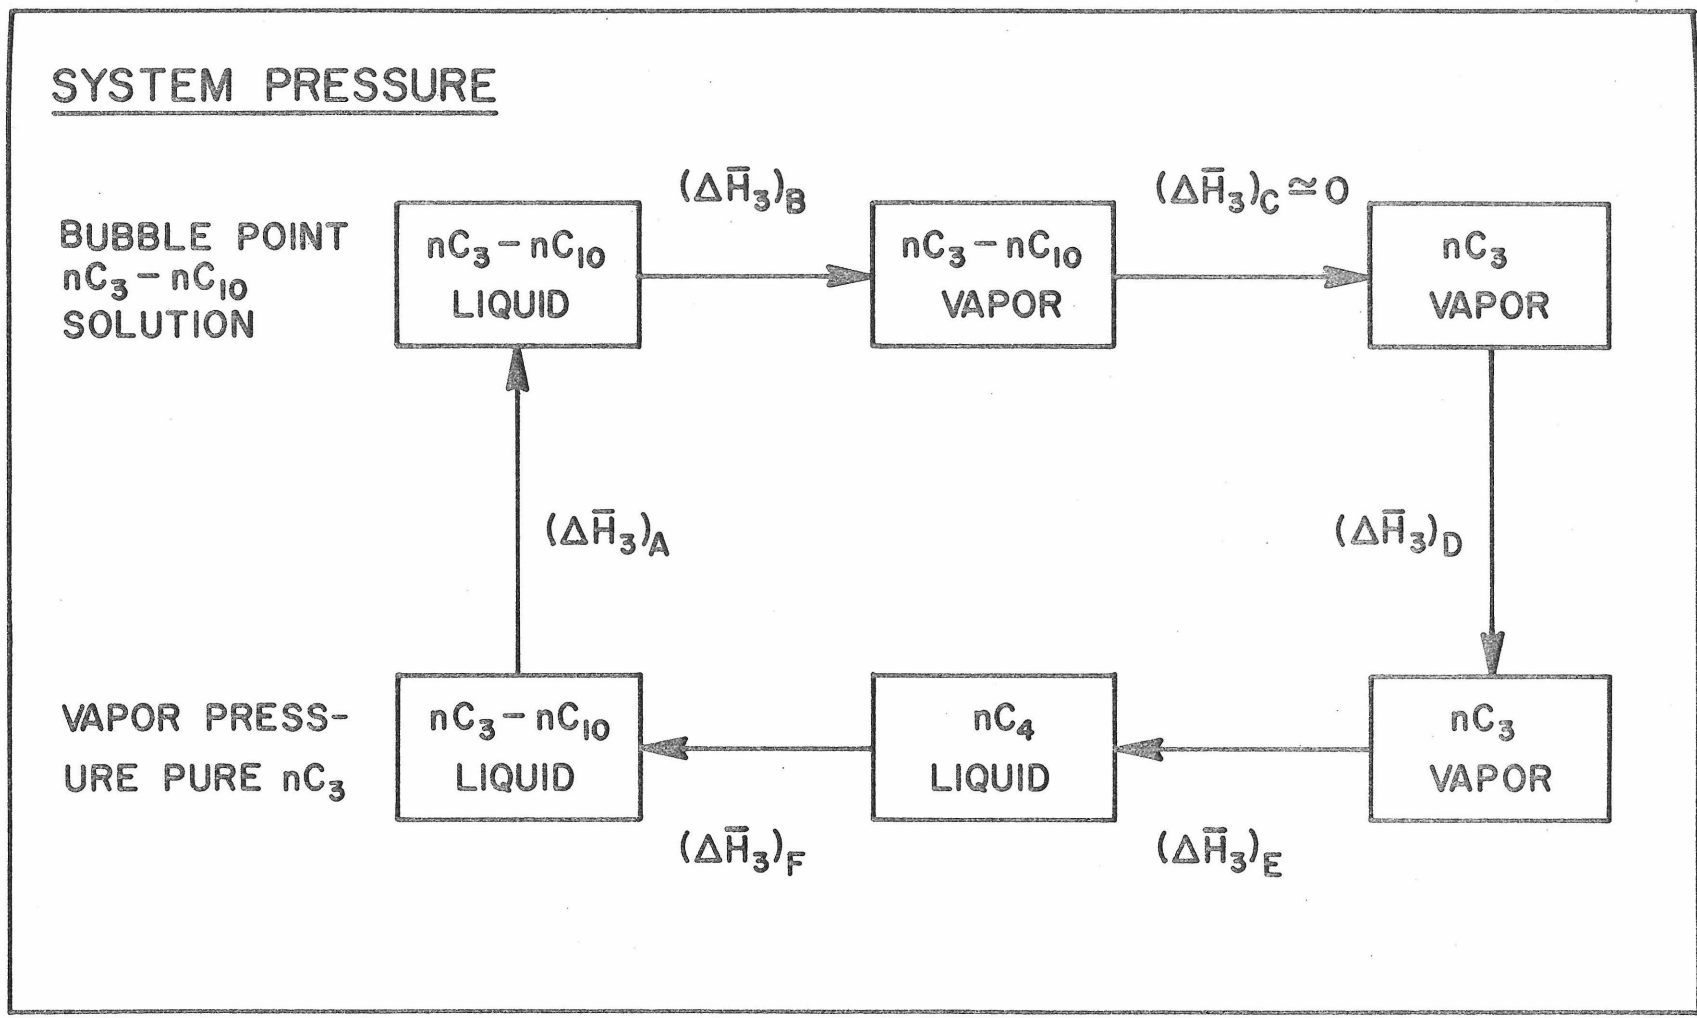 SYSTEM PRESSURE
(ΔH̄₃)B
(ΔH̄₃)C ≅ 0
BUBBLE POINT
nC₃ – nC₁₀
SOLUTION
nC₃ – nC₁₀
LIQUID
nC₃ – nC₁₀
VAPOR
nC₃
VAPOR
(ΔH̄₃)A
(ΔH̄₃)D
VAPOR PRESS-
URE PURE nC₃
nC₃ – nC₁₀
LIQUID
nC₄
LIQUID
nC₃
VAPOR
(ΔH̄₃)F
(ΔH̄₃)E